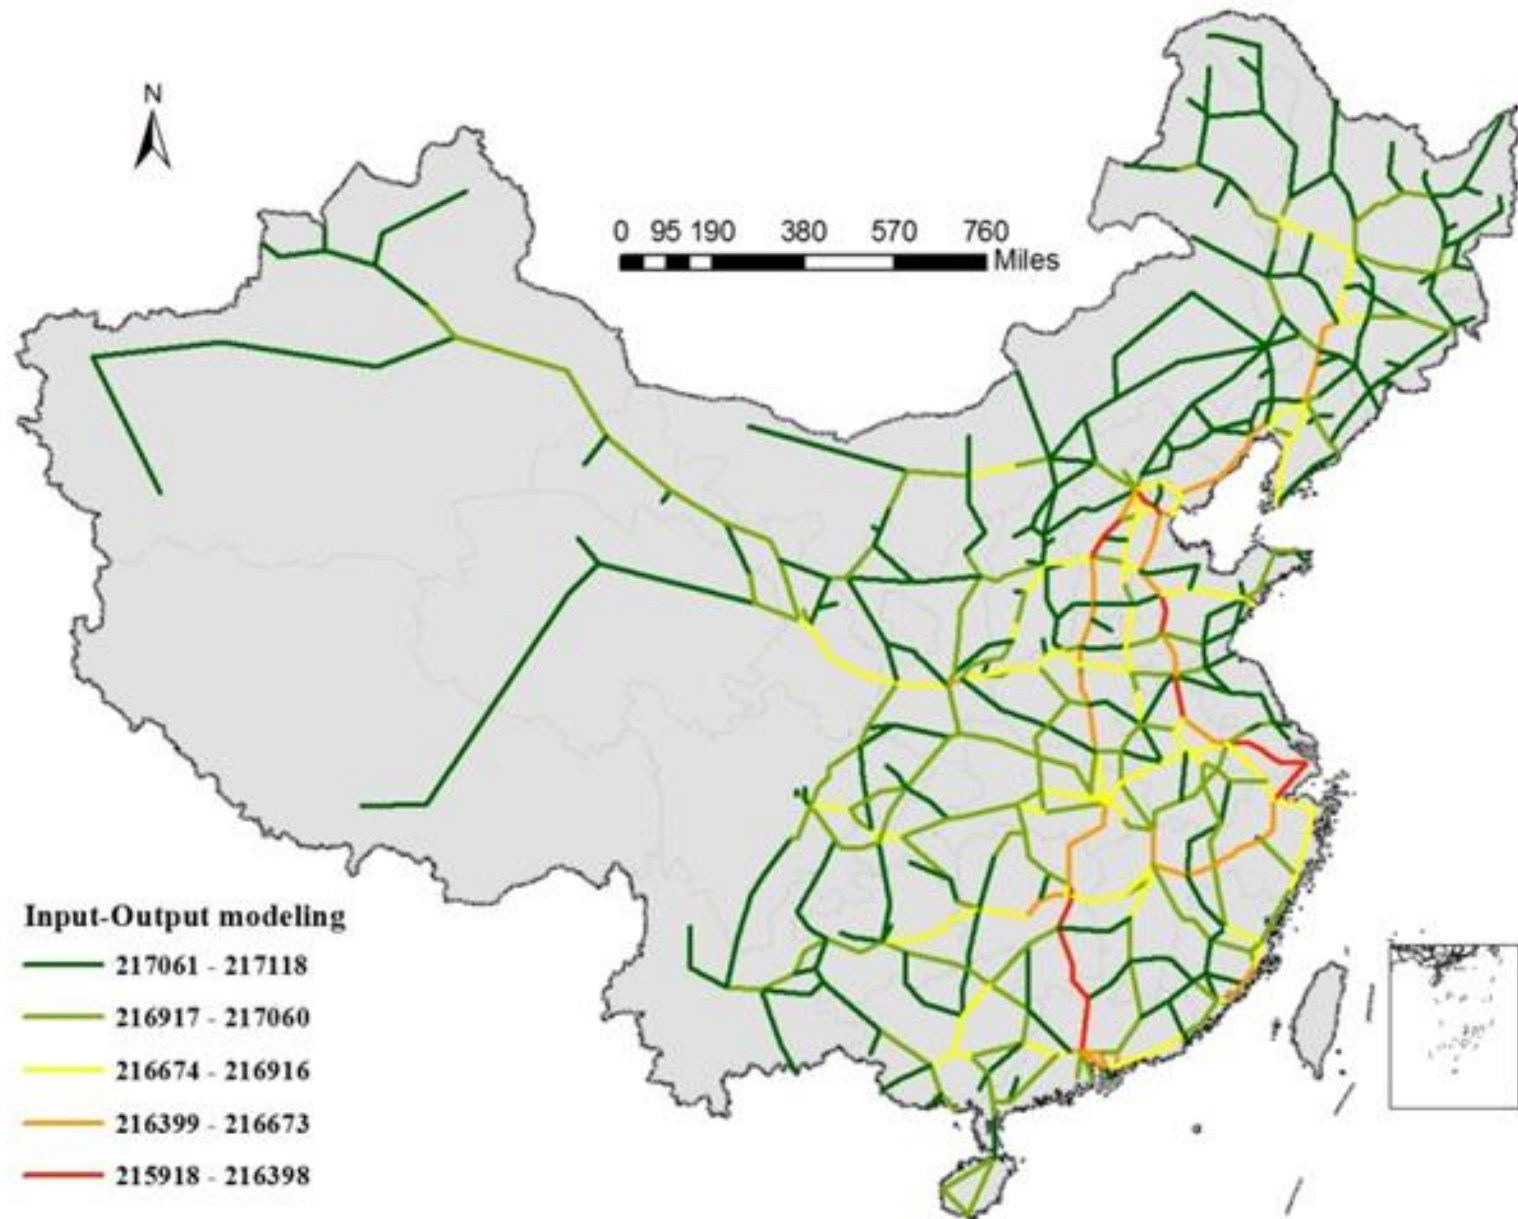 N
0 95 190 380 570 760
Miles
Input-Output modeling
217061 - 217118
216917 - 217060
216674 - 216916
216399 - 216673
215918 - 216398